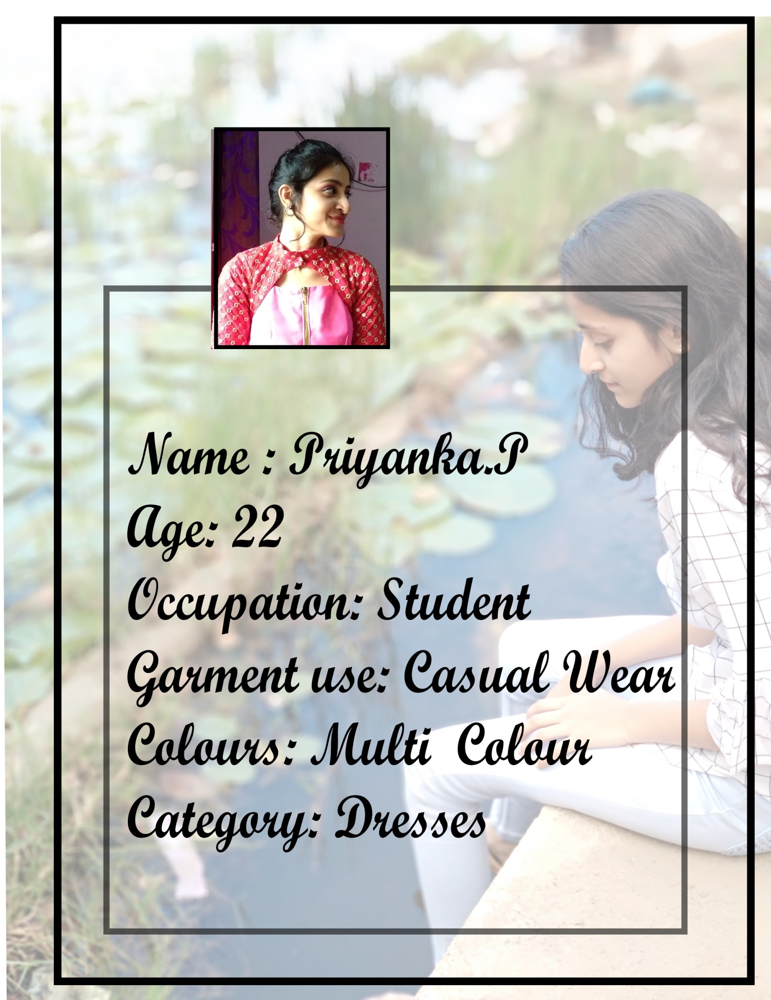 Name : Priyanka.P
Age: 22
Occupation: Student
Garment use: Casual Wear
Colours: Multi  Colour
Category: Dresses